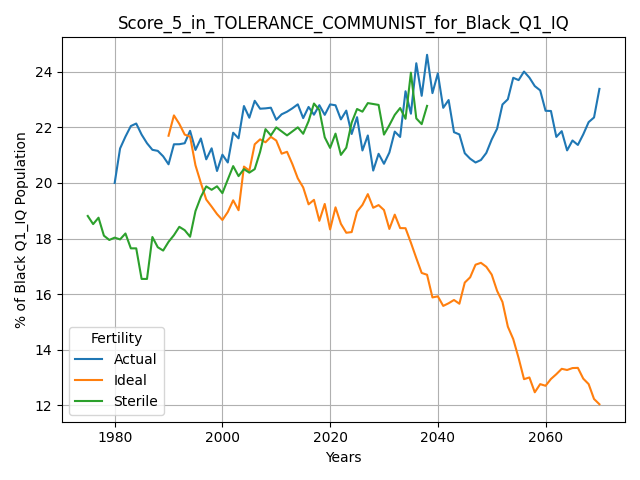 Score_5_in_TOLERANCE_COMMUNIST_for_Black_Q1_IQ
% of Black Q1_IQ Population
24
22
20
18
16
14
12
Fertility
Actual
Ideal
Sterile
1980 2000 2020 2040 2060
Years